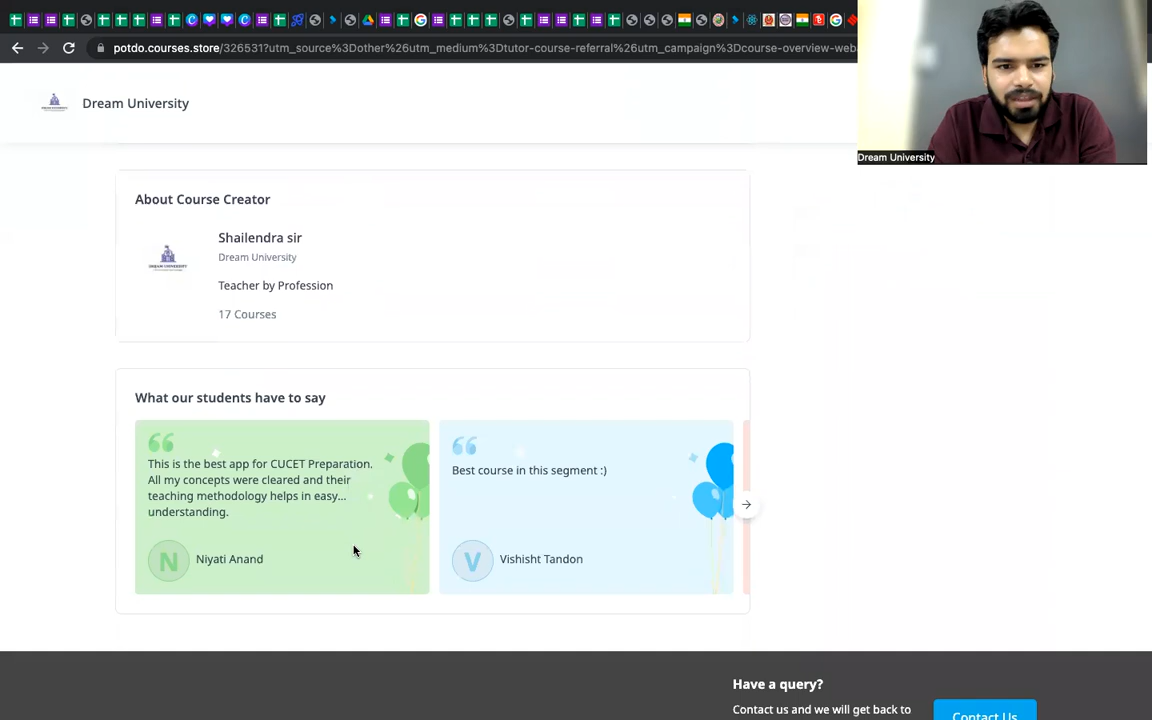 potdo.courses.store/326531?utm_source%3Dother%26utm_medium%3Dtutor-course-referral%26utm_campaign%3Dcourse-overview-weba
Dream University
Dream University
About Course Creator
Shailendra sir
Dream University
DREAM UNIVERSITY
Teacher by Profession
17 Courses
What our students have to say
This is the best app for CUCET Preparation.
All my concepts were cleared and their
teaching methodology helps in easy...
understanding.
N Niyati Anand
Best course in this segment :)
V Vishisht Tandon
Have a query?
Contact us and we will get back to
Contact Us